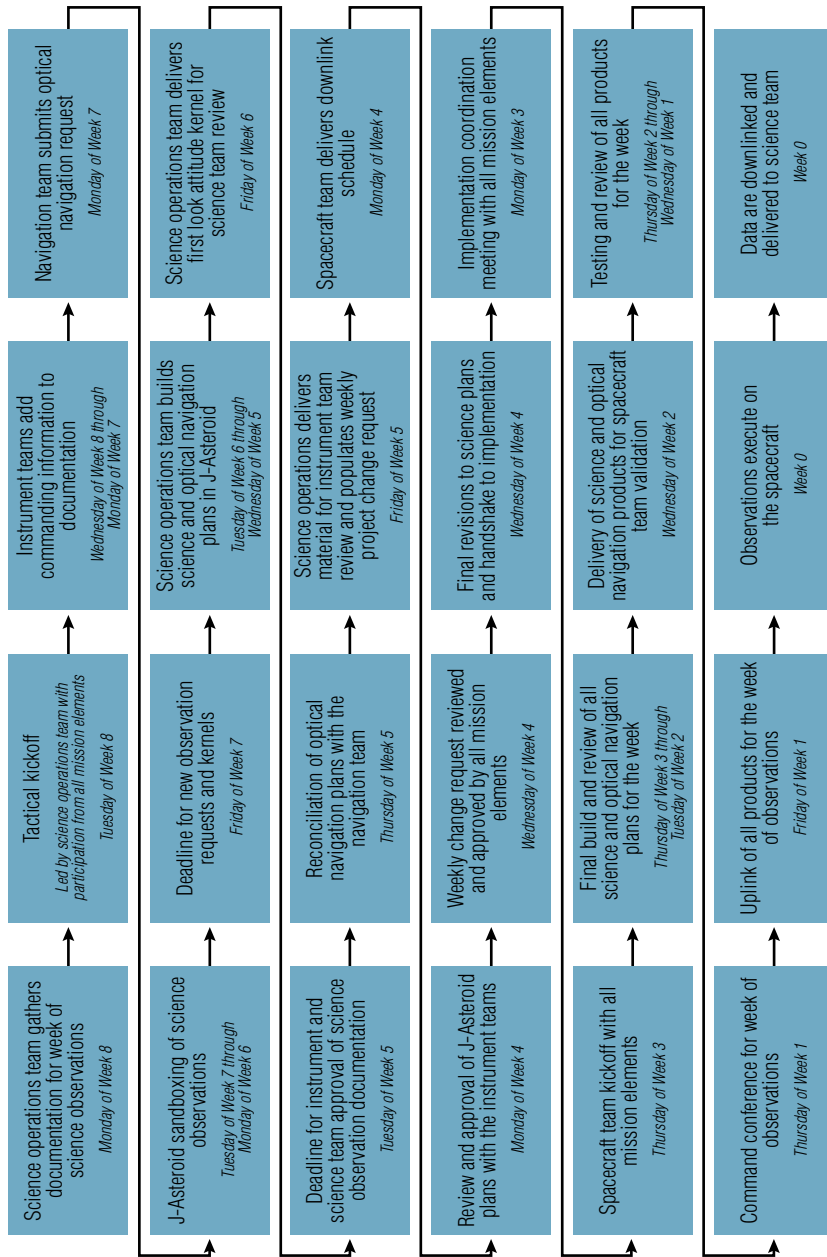 Science operations team gathers
documentation for week of
science observations
Monday of Week 8
Tactical kickoff
Led by science operations team with
participation from all mission elements
Tuesday of Week 8
Instrument teams add
commanding information to
documentation
Wednesday of Week 8 through
Monday of Week 7
Navigation team submits optical
navigation request
Monday of Week 7
J-Asteroid sandboxing of science
observations
Tuesday of Week 7 through
Monday of Week 6
Deadline for new observation
requests and kernels
Friday of Week 7
Science operations team builds
science and optical navigation
plans in J-Asteroid
Tuesday of Week 6 through
Wednesday of Week 5
Science operations team delivers
first look attitude kernel for
science team review
Friday of Week 6
Deadline for instrument and
science team approval of science
observation documentation
Tuesday of Week 5
Reconciliation of optical
navigation plans with the
navigation team
Thursday of Week 5
Science operations delivers
material for instrument team
review and populates weekly
project change request
Friday of Week 5
Spacecraft team delivers downlink
schedule
Monday of Week 4
Review and approval of J-Asteroid
plans with the instrument teams
Monday of Week 4
Weekly change request reviewed
and approved by all mission
elements
Wednesday of Week 4
Final revisions to science plans
and handshake to implementation
Wednesday of Week 4
Implementation coordination
meeting with all mission elements
Monday of Week 3
Spacecraft team kickoff with all
mission elements
Thursday of Week 3
Final build and review of all
science and optical navigation
plans for the week
Thursday of Week 3 through
Tuesday of Week 2
Delivery of science and optical
navigation products for spacecraft
team validation
Wednesday of Week 2
Testing and review of all products
for the week
Thursday of Week 2 through
Wednesday of Week 1
Command conference for week of
observations
Thursday of Week 1
Uplink of all products for the week
of observations
Friday of Week 1
Observations execute on
the spacecraft
Week 0
Data are downlinked and
delivered to science team
Week 0